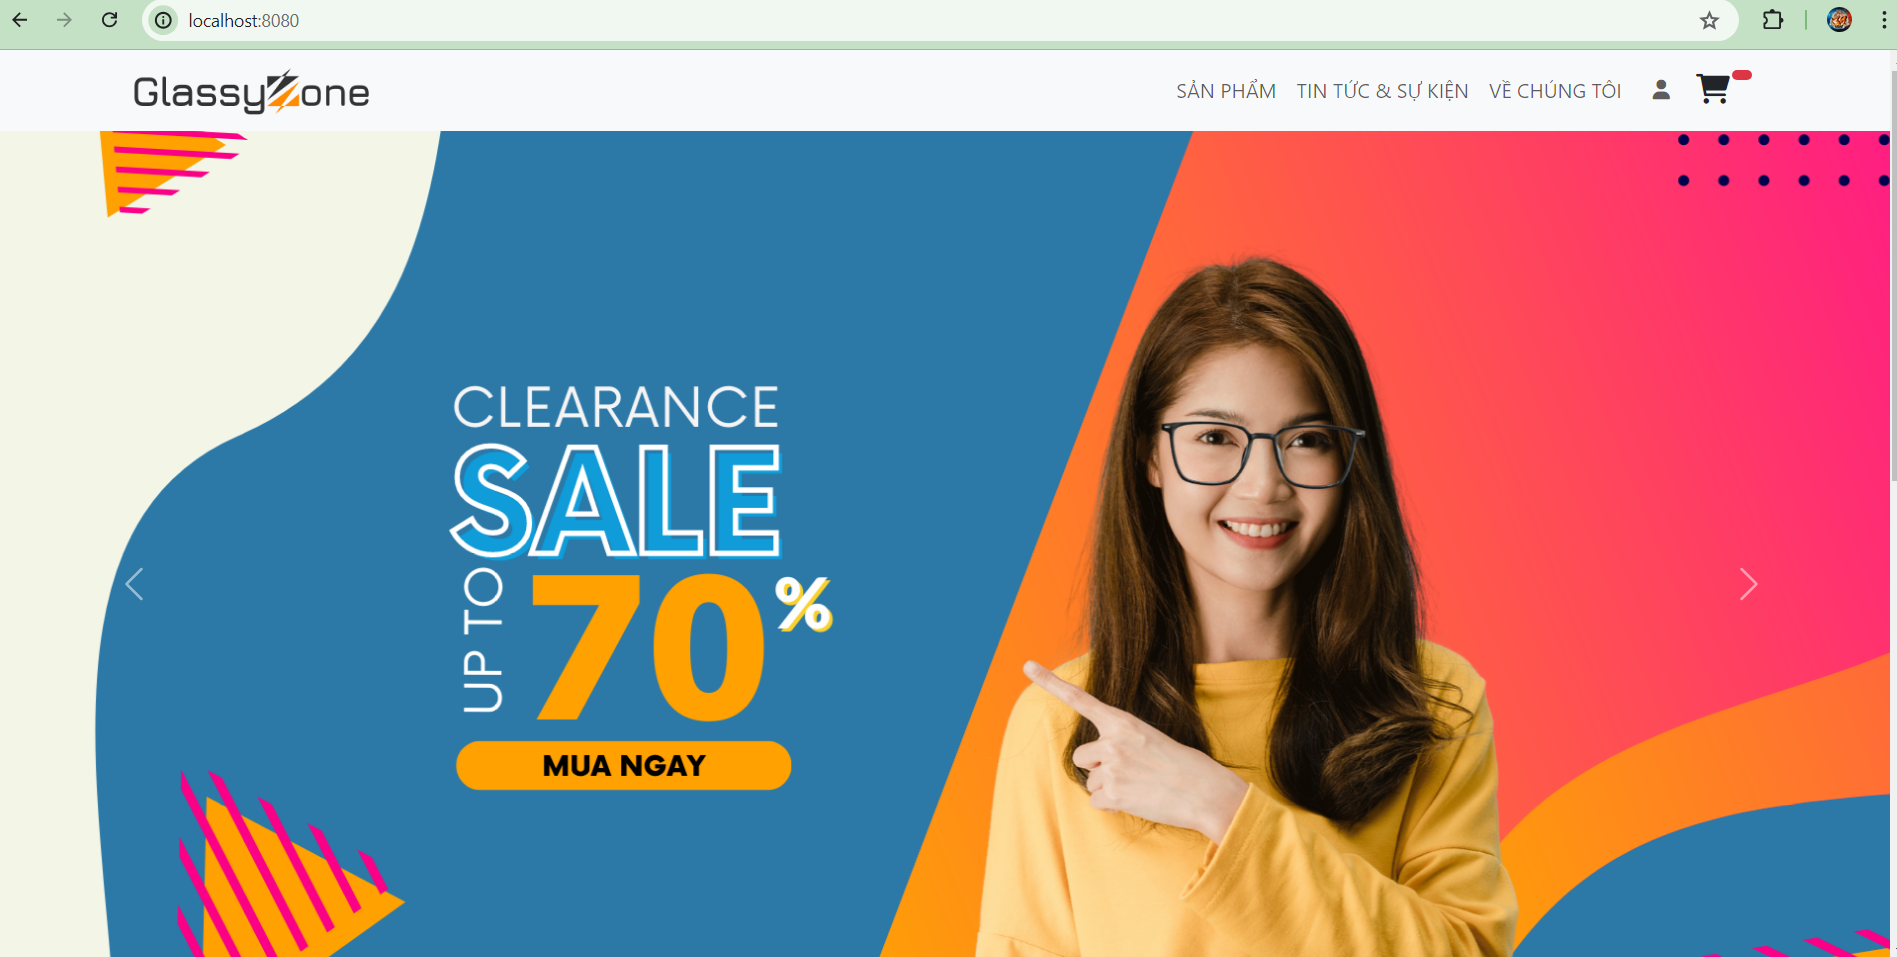 localhost:8080
GlassyZone
SẢN PHẨM TIN TỨC & SỰ KIỆN VỀ CHÚNG TÔI
CLEARANCE
SALE
UP TO 70%
MUA NGAY